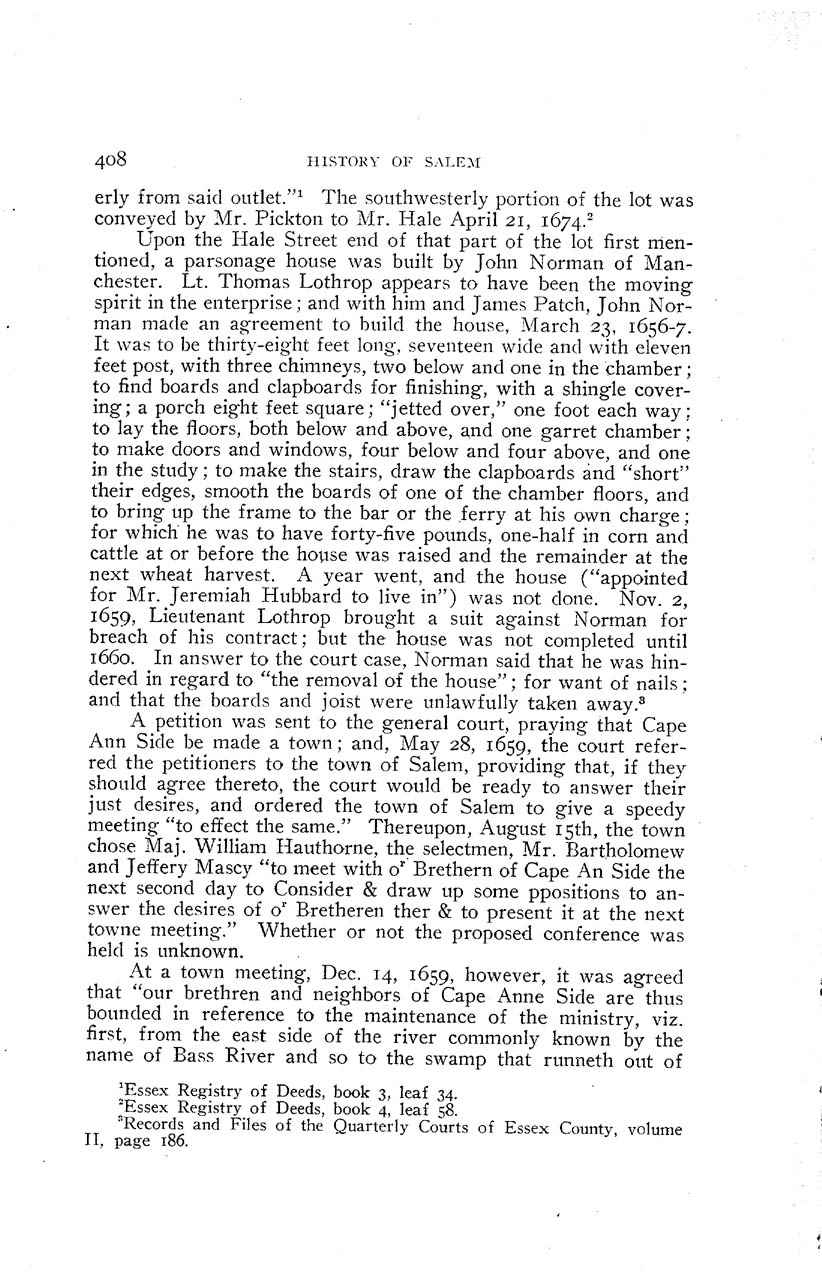 408 HISTORY OF SALEM
erly from said outlet."¹ The southwesterly portion of the lot was
conveyed by Mr. Pickton to Mr. Hale April 21, 1674.²
Upon the Hale Street end of that part of the lot first men-
tioned, a parsonage house was built by John Norman of Man-
chester. Lt. Thomas Lothrop appears to have been the moving
spirit in the enterprise; and with him and James Patch, John Nor-
man made an agreement to build the house, March 23, 1656-7.
It was to be thirty-eight feet long, seventeen wide and with eleven
feet post, with three chimneys, two below and one in the chamber;
to find boards and clapboards for finishing, with a shingle cover-
ing; a porch eight feet square; "jetted over," one foot each way;
to lay the floors, both below and above, and one garret chamber;
to make doors and windows, four below and four above, and one
in the study; to make the stairs, draw the clapboards and "short"
their edges, smooth the boards of one of the chamber floors, and
to bring up the frame to the bar or the ferry at his own charge;
for which he was to have forty-five pounds, one-half in corn and
cattle at or before the house was raised and the remainder at the
next wheat harvest. A year went, and the house ("appointed
for Mr. Jeremiah Hubbard to live in") was not done. Nov. 2,
1659, Lieutenant Lothrop brought a suit against Norman for
breach of his contract; but the house was not completed until
1660. In answer to the court case, Norman said that he was hin-
dered in regard to "the removal of the house"; for want of nails;
and that the boards and joist were unlawfully taken away.³
A petition was sent to the general court, praying that Cape
Ann Side be made a town; and, May 28, 1659, the court refer-
red the petitioners to the town of Salem, providing that, if they
should agree thereto, the court would be ready to answer their
just desires, and ordered the town of Salem to give a speedy
meeting "to effect the same." Thereupon, August 15th, the town
chose Maj. William Hauthorne, the selectmen, Mr. Bartholomew
and Jeffery Mascy "to meet with oʳ Brethern of Cape An Side the
next second day to Consider & draw up some ppositions to an-
swer the desires of oʳ Bretheren ther & to present it at the next
towne meeting." Whether or not the proposed conference was
held is unknown.
At a town meeting, Dec. 14, 1659, however, it was agreed
that "our brethren and neighbors of Cape Anne Side are thus
bounded in reference to the maintenance of the ministry, viz.
first, from the east side of the river commonly known by the
name of Bass River and so to the swamp that runneth out of
¹Essex Registry of Deeds, book 3, leaf 34.
²Essex Registry of Deeds, book 4, leaf 58.
³Records and Files of the Quarterly Courts of Essex County, volume
II, page 186.